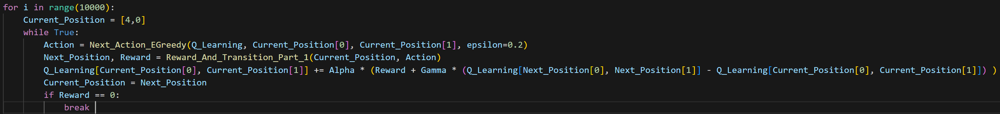 for i in range(10000):
    Current_Position = [4,0]
    while True:
        Action = Next_Action_EGreedy(Q_Learning, Current_Position[0], Current_Position[1], epsilon=0.2)
        Next_Position, Reward = Reward_And_Transition_Part_1(Current_Position, Action)
        Q_Learning[Current_Position[0], Current_Position[1]] += Alpha * (Reward + Gamma * (Q_Learning[Next_Position[0], Next_Position[1]] - Q_Learning[Current_Position[0], Current_Position[1]]) )
        Current_Position = Next_Position
        if Reward == 0:
            break